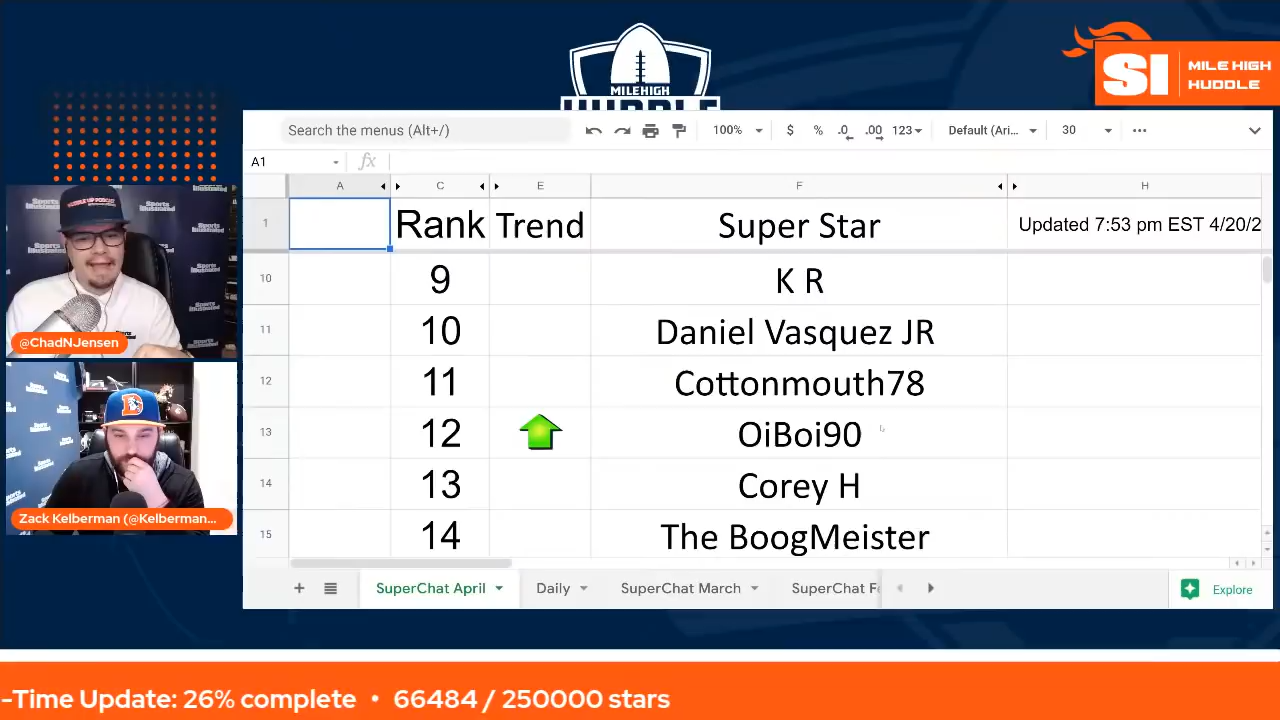 MILE HIGH
HUDDLE
SI
MILE HIGH
HUDDLE
Search the menus (Alt+/)
100%
$ % .0 .00 123
Default (Ari...
30
A1
fx
A C E F H
1 Rank Trend Super Star Updated 7:53 pm EST 4/20/2
10 9 K R
11 10 Daniel Vasquez JR
12 11 Cottonmouth78
13 12 OiBoi90
14 13 Corey H
15 14 The BoogMeister
SuperChat April Daily SuperChat March SuperChat Fe
Explore
Sports
Illustrated
@ChadNJensen
Zack Kelberman (@Kelberman...
-Time Update: 26% complete • 66484 / 250000 stars